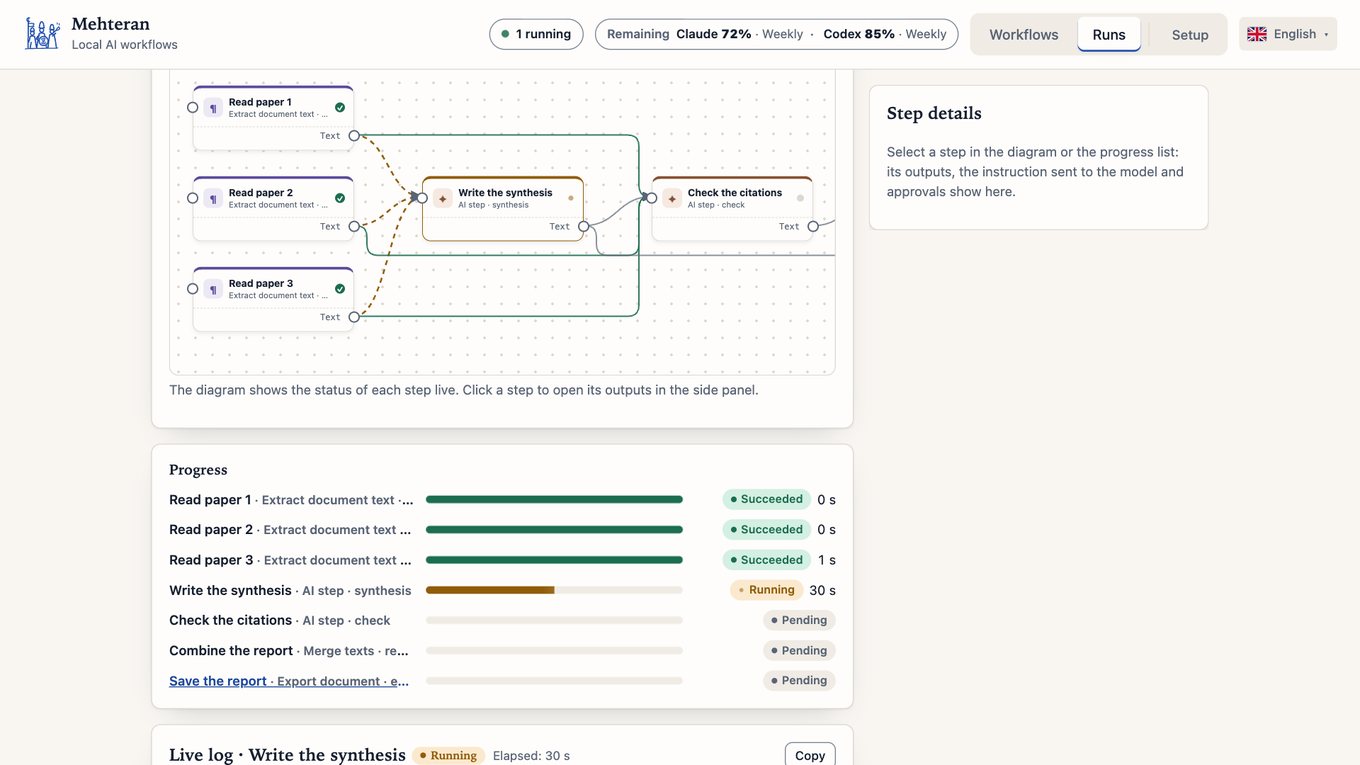 Mehteran
Local AI workflows
1 running
Remaining Claude 72% · Weekly · Codex 85% · Weekly
Workflows
Runs
Setup
English
Read paper 1
Extract document text · ...
Text
Read paper 2
Extract document text · ...
Text
Read paper 3
Extract document text · ...
Text
Write the synthesis
AI step · synthesis
Text
Check the citations
AI step · check
Text
The diagram shows the status of each step live. Click a step to open its outputs in the side panel.
Step details
Select a step in the diagram or the progress list:
its outputs, the instruction sent to the model and
approvals show here.
Progress
Read paper 1 · Extract document text ·... Succeeded 0 s
Read paper 2 · Extract document text ... Succeeded 0 s
Read paper 3 · Extract document text ... Succeeded 1 s
Write the synthesis · AI step · synthesis Running 30 s
Check the citations · AI step · check Pending
Combine the report · Merge texts · re... Pending
Save the report · Export document · e... Pending
Live log · Write the synthesis Running Elapsed: 30 s Copy